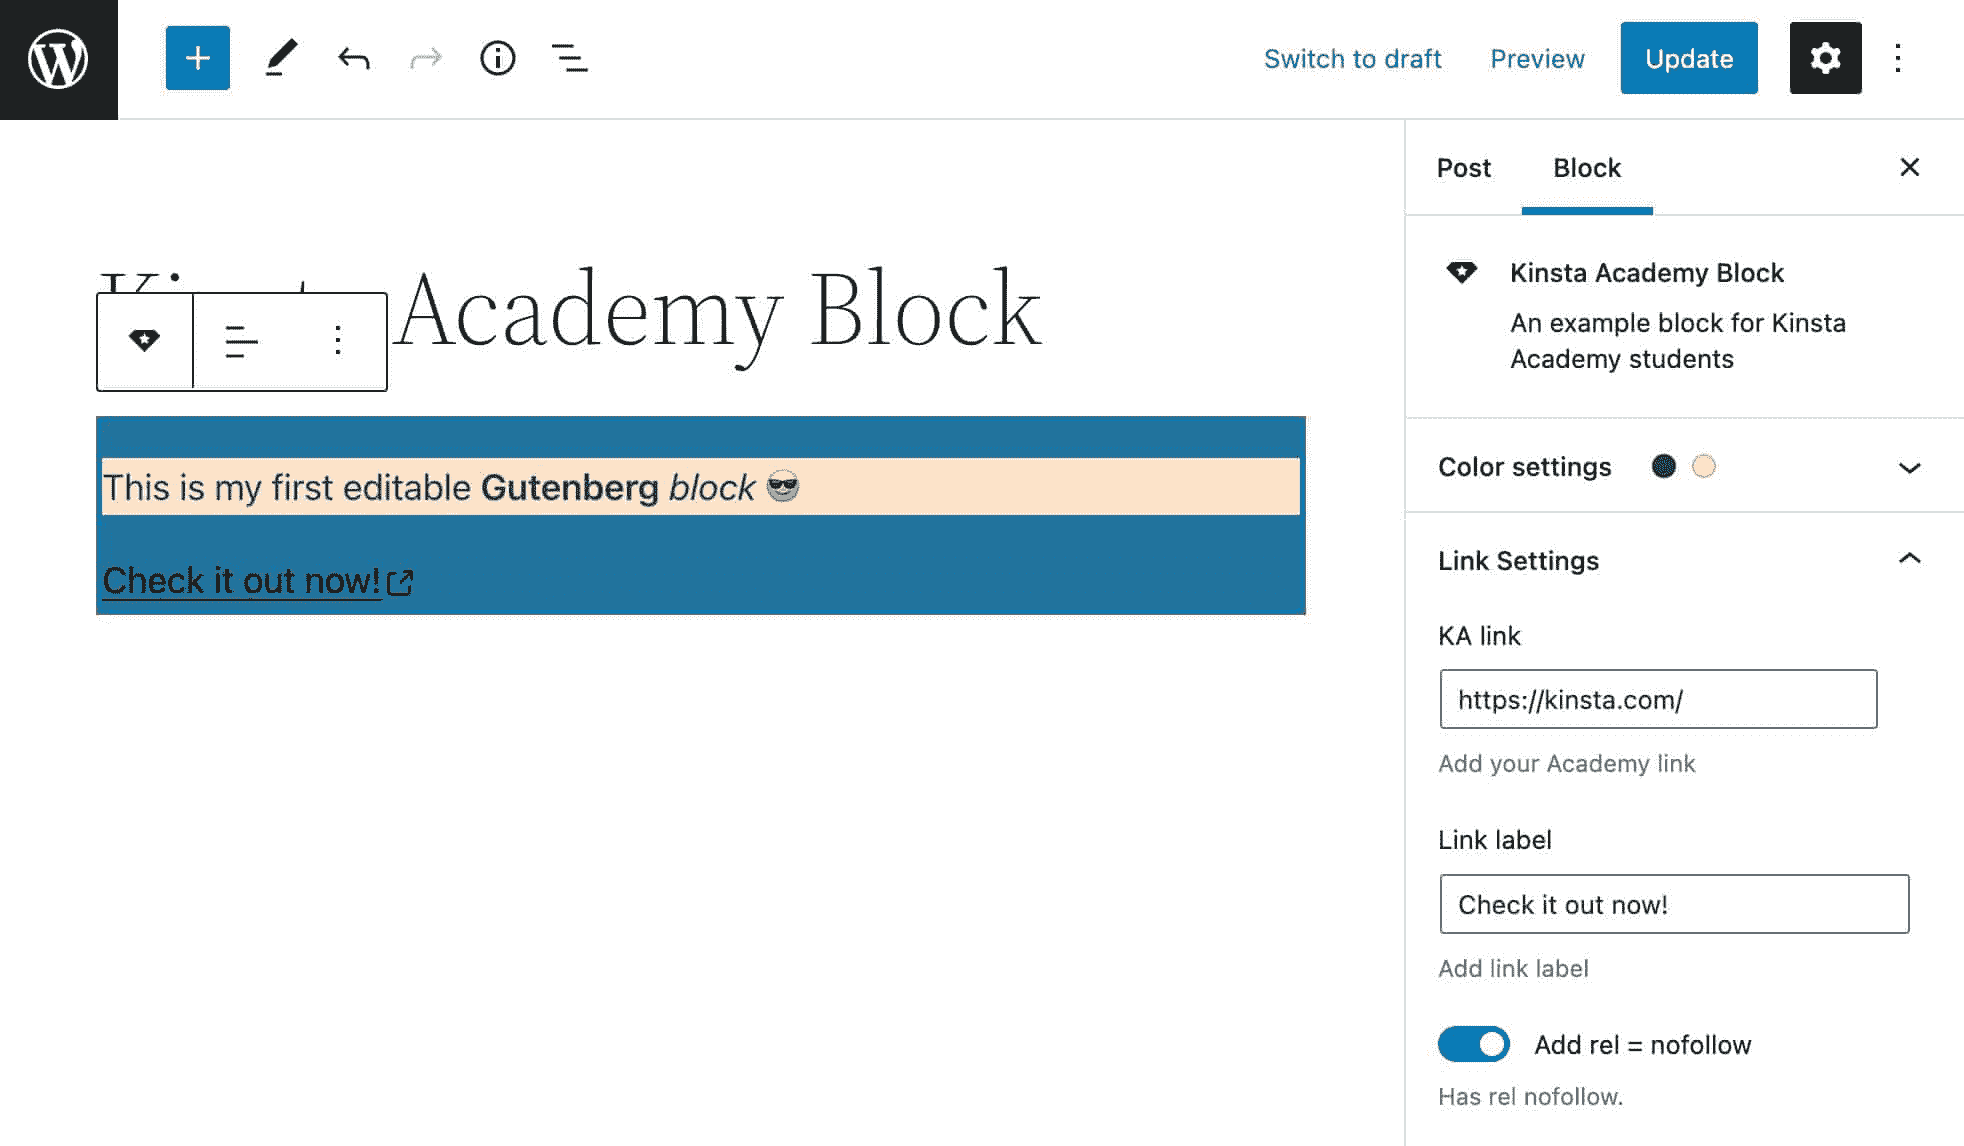 Switch to draft
Preview
Update
Academy Block
This is my first editable Gutenberg block 😎
Check it out now!
Post
Block
Kinsta Academy Block
An example block for Kinsta
Academy students
Color settings
Link Settings
KA link
https://kinsta.com/
Add your Academy link
Link label
Check it out now!
Add link label
Add rel = nofollow
Has rel nofollow.